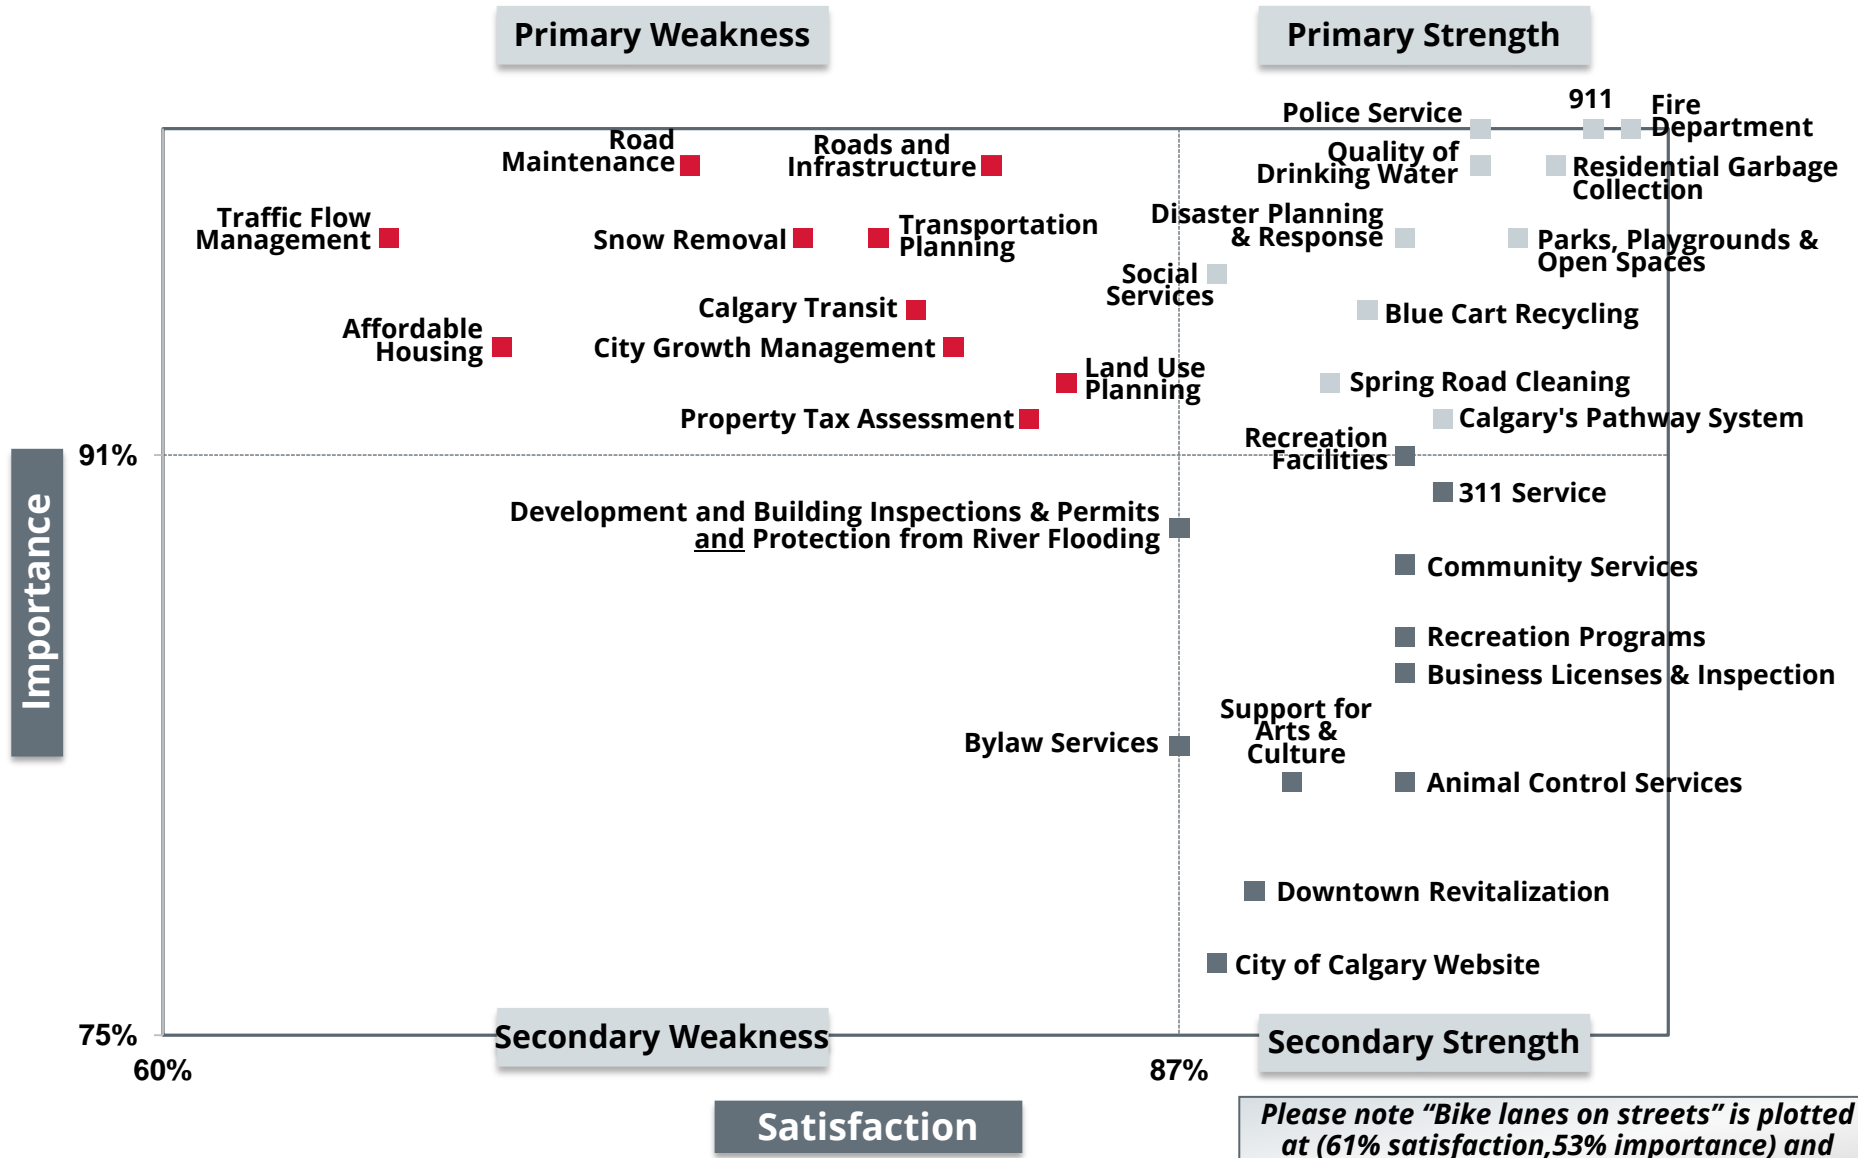 Primary Weakness
Primary Strength
911
Fire
Department
Police Service
Road
Maintenance
Roads and
Infrastructure
Quality of
Drinking Water
Residential Garbage
Collection
Traffic Flow
Management
Snow Removal
Transportation
Planning
Disaster Planning
& Response
Parks, Playgrounds &
Open Spaces
Social
Services
Calgary Transit
Blue Cart Recycling
Affordable
Housing
City Growth Management
Land Use
Planning
Spring Road Cleaning
Property Tax Assessment
Calgary's Pathway System
91%
Recreation
Facilities
311 Service
Development and Building Inspections & Permits
and Protection from River Flooding
Community Services
Importance
Recreation Programs
Business Licenses & Inspection
Support for
Arts &
Culture
Bylaw Services
Animal Control Services
Downtown Revitalization
City of Calgary Website
75%
Secondary Weakness
Secondary Strength
60%
87%
Satisfaction
Please note “Bike lanes on streets” is plotted
at (61% satisfaction,53% importance) and